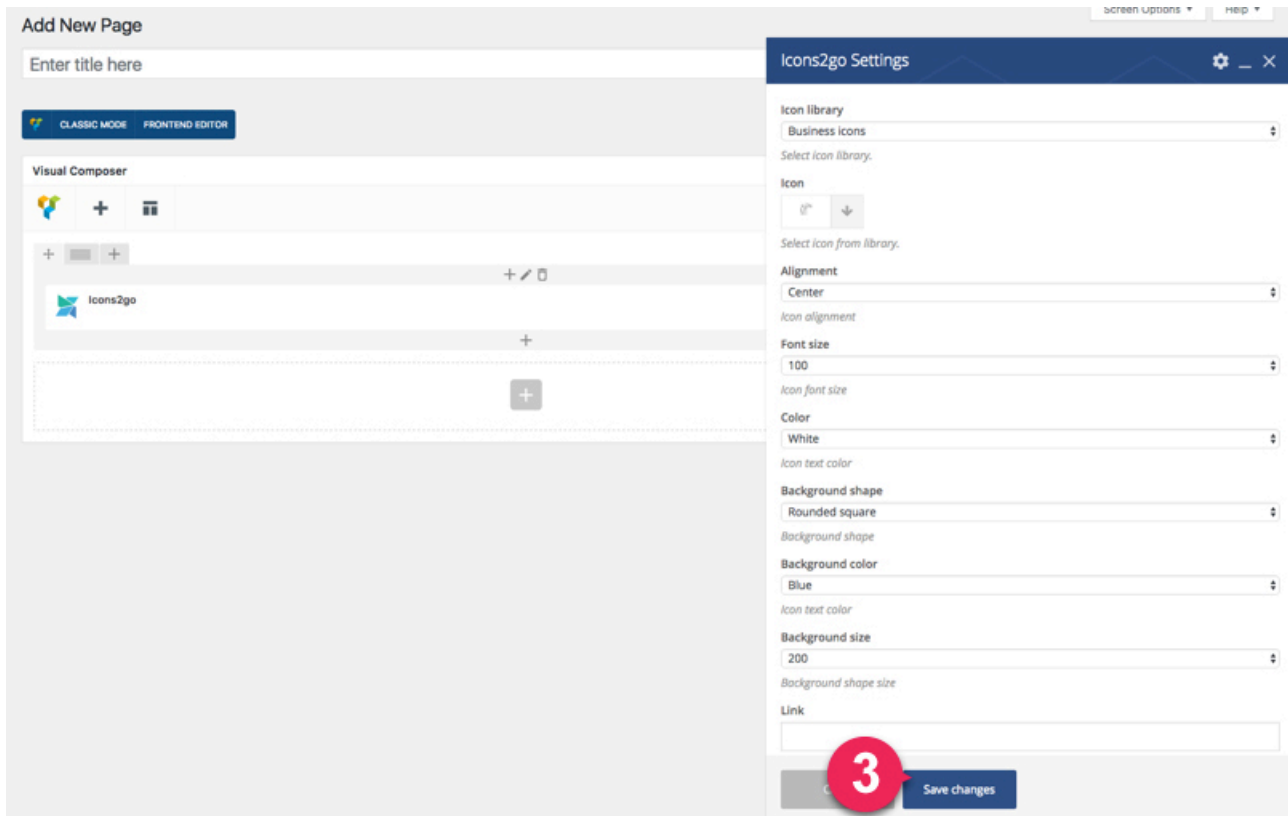 Screen Options
Help
Add New Page
Enter title here
CLASSIC MODE
FRONTEND EDITOR
Visual Composer
Icons2go
Icons2go Settings
Icon library
Business icons
Select icon library.
Icon
Select icon from library.
Alignment
Center
Icon alignment
Font size
100
Icon font size
Color
White
Icon text color
Background shape
Rounded square
Background shape
Background color
Blue
Icon text color
Background size
200
Background shape size
Link
3
Save changes